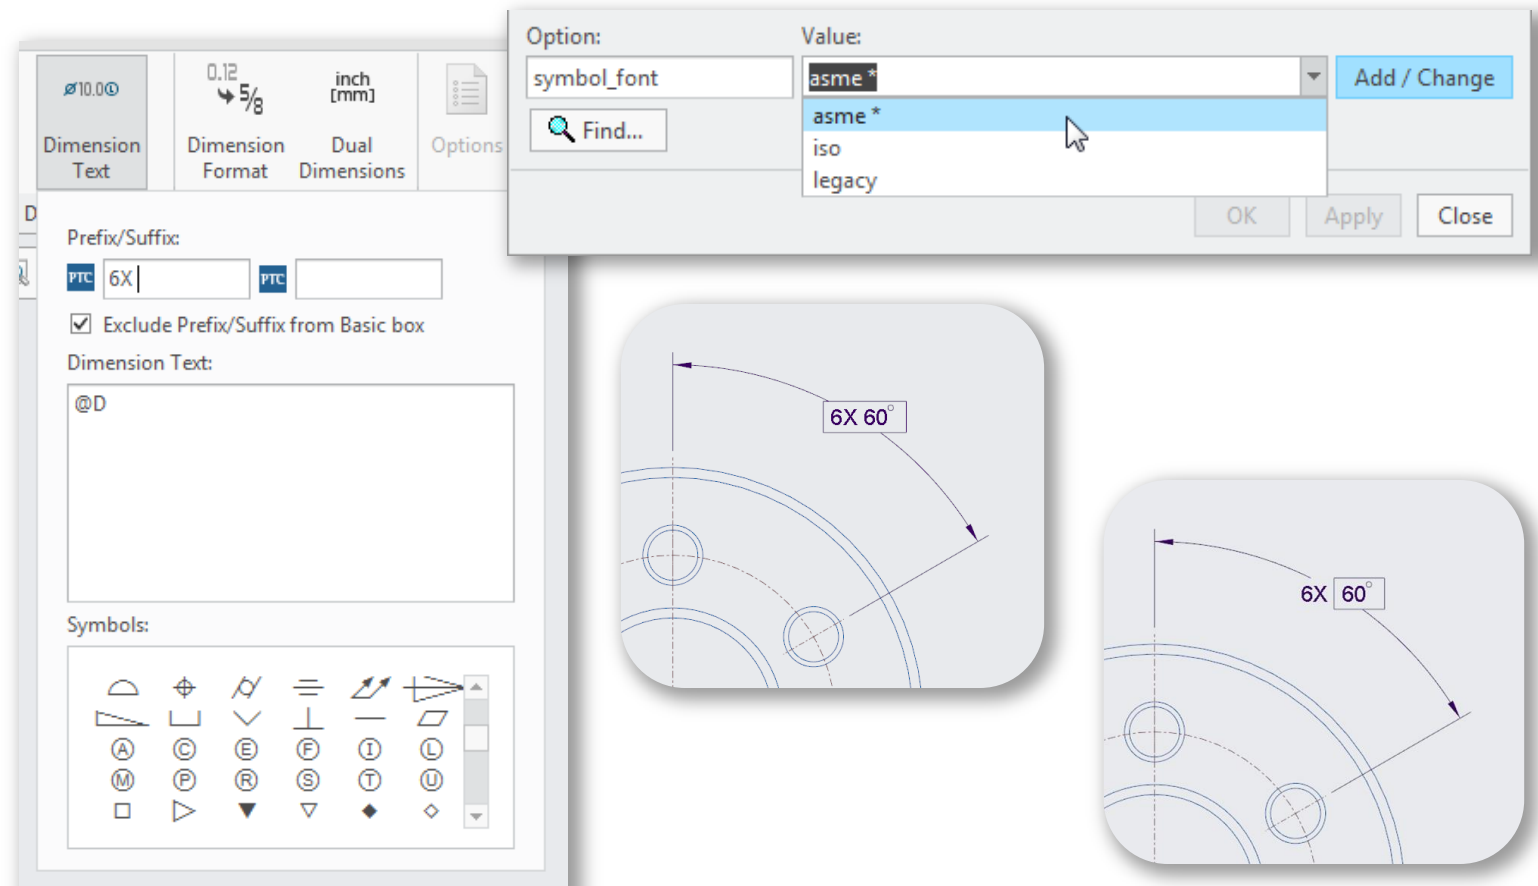 Option:
Value:
symbol_font
asme *
Add / Change
Find...
asme *
iso
legacy
OK
Apply
Close
Ø10.0
0.12
5/8
inch
[mm]
Dimension
Text
Dimension
Format
Dual
Dimensions
Options
D
Prefix/Suffix:
PTC
6X
PTC
Exclude Prefix/Suffix from Basic box
Dimension Text:
@D
Symbols:
Ⓐ Ⓒ Ⓔ Ⓕ Ⓘ Ⓛ
Ⓜ Ⓟ Ⓡ Ⓢ Ⓣ Ⓤ
6X 60°
6X 60°